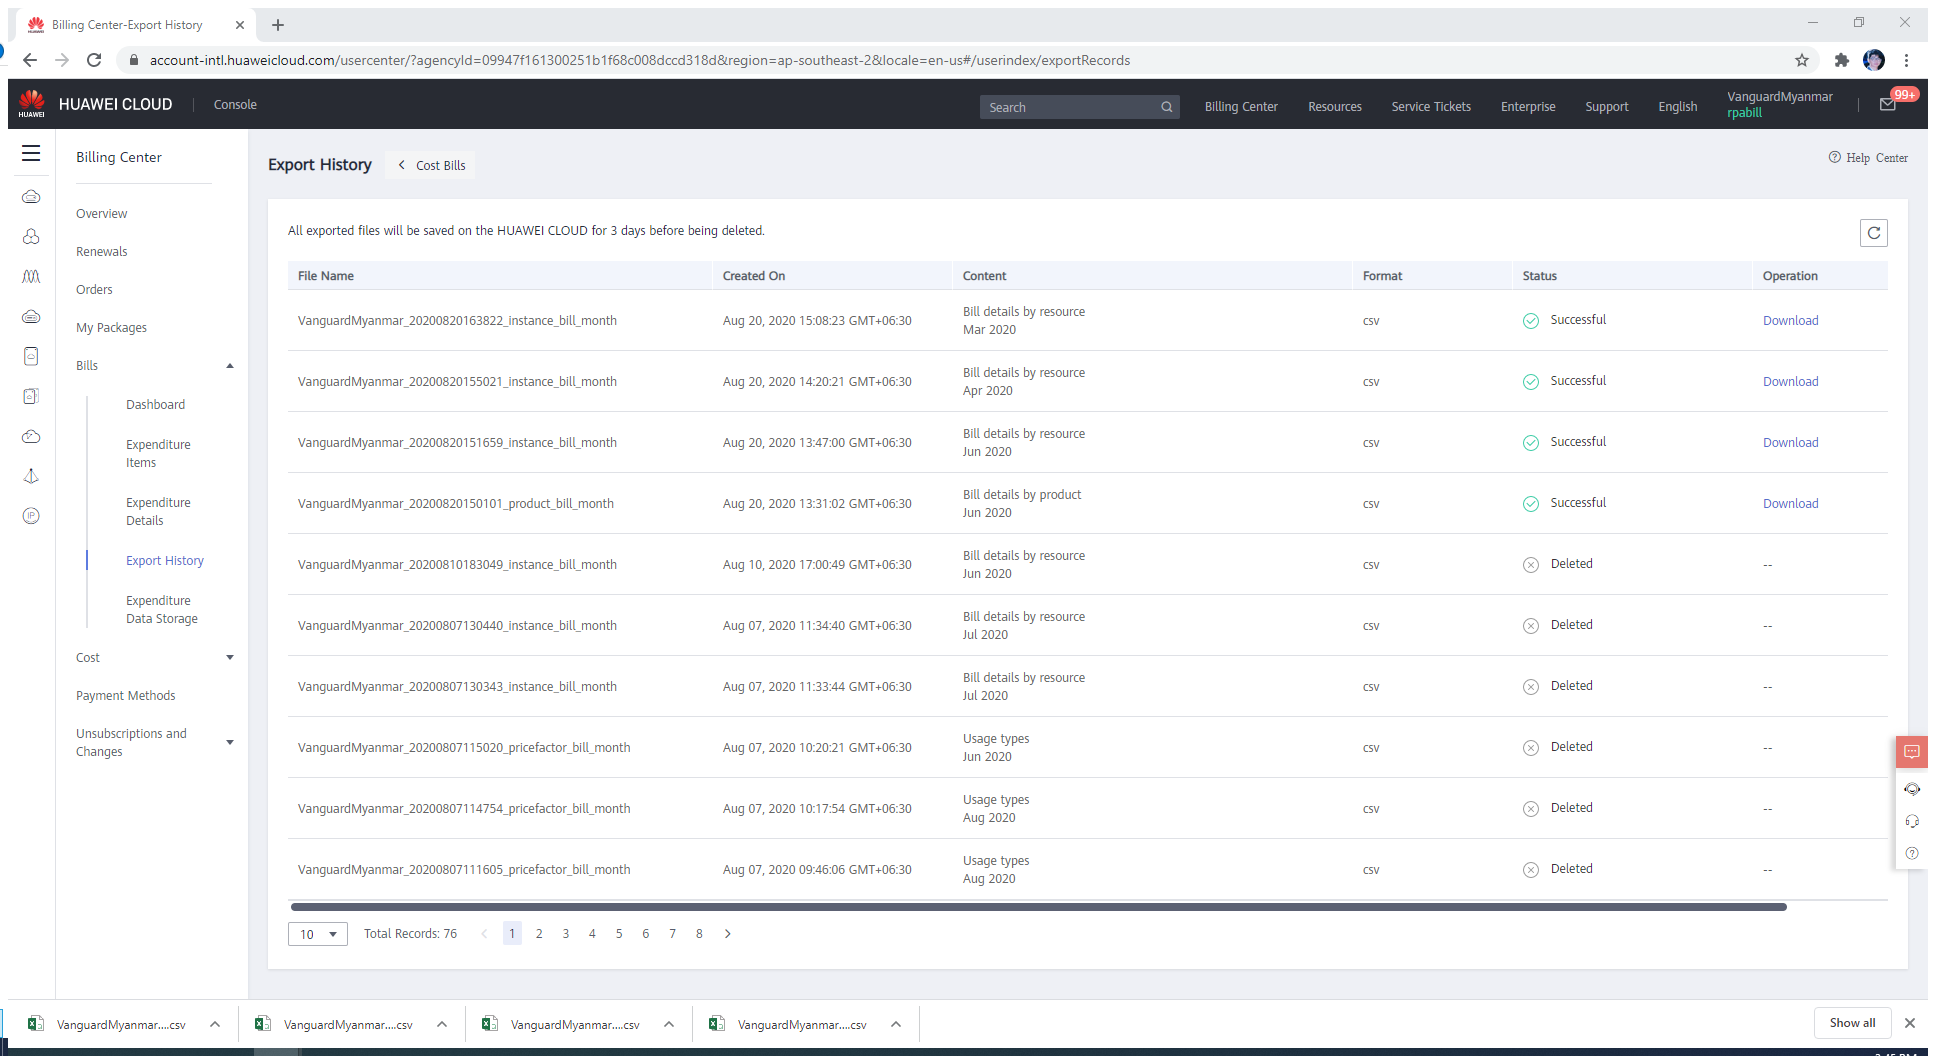 Billing Center-Export History
account-intl.huaweicloud.com/usercenter/?agencyId=09947f161300251b1f68c008dccd318d&region=ap-southeast-2&locale=en-us#/userindex/exportRecords
HUAWEI
HUAWEI CLOUD
Console
Search
Billing Center
Resources
Service Tickets
Enterprise
Support
English
VanguardMyanmar
rpabill
99+
Billing Center
Overview
Renewals
Orders
My Packages
Bills
Dashboard
Expenditure
Items
Expenditure
Details
Export History
Expenditure
Data Storage
Cost
Payment Methods
Unsubscriptions and
Changes
IP
Export History
Cost Bills
Help Center
All exported files will be saved on the HUAWEI CLOUD for 3 days before being deleted.
File Name Created On Content Format Status Operation
VanguardMyanmar_20200820163822_instance_bill_month Aug 20, 2020 15:08:23 GMT+06:30 Bill details by resource csv Successful Download
Mar 2020
VanguardMyanmar_20200820155021_instance_bill_month Aug 20, 2020 14:20:21 GMT+06:30 Bill details by resource csv Successful Download
Apr 2020
VanguardMyanmar_20200820151659_instance_bill_month Aug 20, 2020 13:47:00 GMT+06:30 Bill details by resource csv Successful Download
Jun 2020
VanguardMyanmar_20200820150101_product_bill_month Aug 20, 2020 13:31:02 GMT+06:30 Bill details by product csv Successful Download
Jun 2020
VanguardMyanmar_20200810183049_instance_bill_month Aug 10, 2020 17:00:49 GMT+06:30 Bill details by resource csv Deleted --
Jun 2020
VanguardMyanmar_20200807130440_instance_bill_month Aug 07, 2020 11:34:40 GMT+06:30 Bill details by resource csv Deleted --
Jul 2020
VanguardMyanmar_20200807130343_instance_bill_month Aug 07, 2020 11:33:44 GMT+06:30 Bill details by resource csv Deleted --
Jul 2020
VanguardMyanmar_20200807115020_pricefactor_bill_month Aug 07, 2020 10:20:21 GMT+06:30 Usage types csv Deleted --
Jun 2020
VanguardMyanmar_20200807114754_pricefactor_bill_month Aug 07, 2020 10:17:54 GMT+06:30 Usage types csv Deleted --
Aug 2020
VanguardMyanmar_20200807111605_pricefactor_bill_month Aug 07, 2020 09:46:06 GMT+06:30 Usage types csv Deleted --
Aug 2020
10 Total Records: 76 1 2 3 4 5 6 7 8
VanguardMyanmar....csv VanguardMyanmar....csv VanguardMyanmar....csv VanguardMyanmar....csv Show all